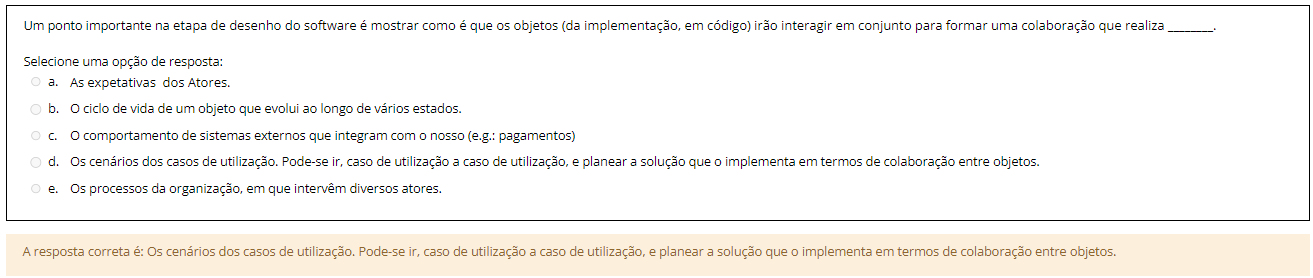 Um ponto importante na etapa de desenho do software é mostrar como é que os objetos (da implementação, em código) irão interagir em conjunto para formar uma colaboração que realiza ________.
Selecione uma opção de resposta:
a. As expetativas dos Atores.
b. O ciclo de vida de um objeto que evolui ao longo de vários estados.
c. O comportamento de sistemas externos que integram com o nosso (e.g.: pagamentos)
d. Os cenários dos casos de utilização. Pode-se ir, caso de utilização a caso de utilização, e planear a solução que o implementa em termos de colaboração entre objetos.
e. Os processos da organização, em que intervêm diversos atores.
A resposta correta é: Os cenários dos casos de utilização. Pode-se ir, caso de utilização a caso de utilização, e planear a solução que o implementa em termos de colaboração entre objetos.